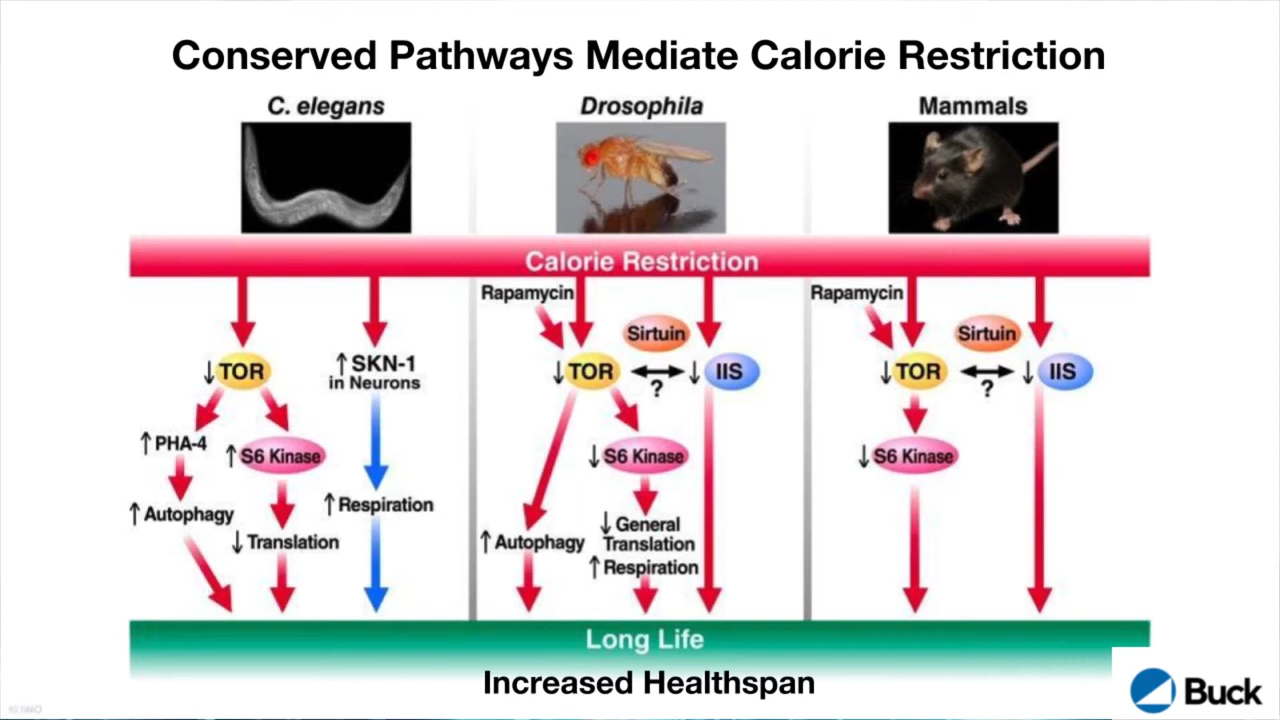 Conserved Pathways Mediate Calorie Restriction
C. elegans
Drosophila
Mammals
Calorie Restriction
↓ TOR
↑ SKN-1
in Neurons
↑ PHA-4
↑ S6 Kinase
↑ Autophagy
↓ Translation
↑ Respiration
Rapamycin
Sirtuin
↓ TOR
?
↓ IIS
↓ S6 Kinase
↑ Autophagy
↓ General
Translation
↑ Respiration
Rapamycin
Sirtuin
↓ TOR
?
↓ IIS
↓ S6 Kinase
Long Life
Increased Healthspan
Buck